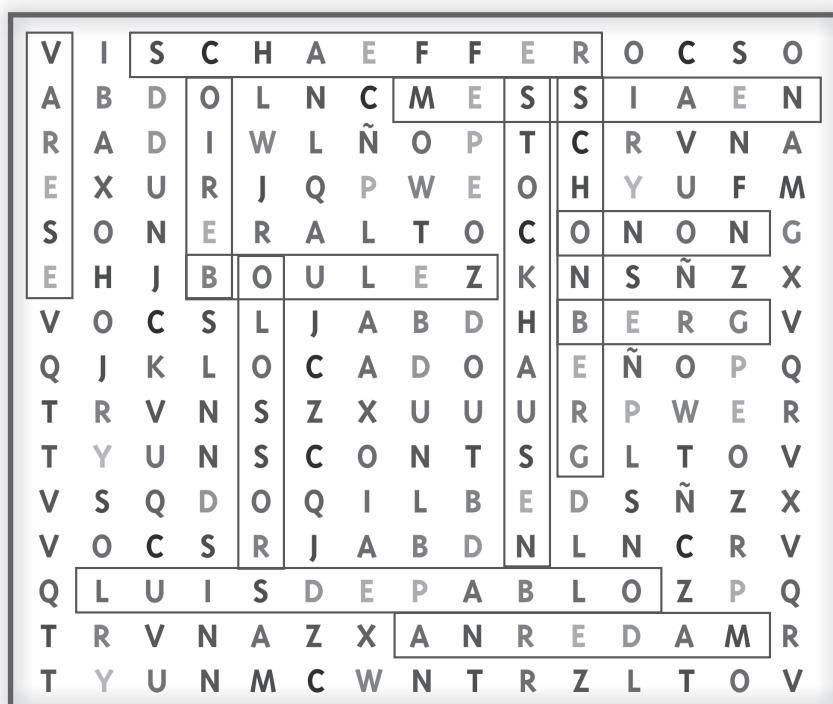 V I S C H A E F F E R O C S O
A B D O L N C M E S S I A E N
R A D I W L Ñ O P T C R V N A
E X U R J Q P W E O H Y U F M
S O N E R A L T O C O N O N G
E H J B O U L E Z K N S Ñ Z X
V O C S L J A B D H B E R G V
Q J K L O C A D O A E Ñ O P Q
T R V N S Z X U U U R P W E R
T Y U N S C O N T S G L T O V
V S Q D O Q I L B E D S Ñ Z X
V O C S R J A B D N L N C R V
Q L U I S D E P A B L O Z P Q
T R V N A Z X A N R E D A M R
T Y U N M C W N T R Z L T O V